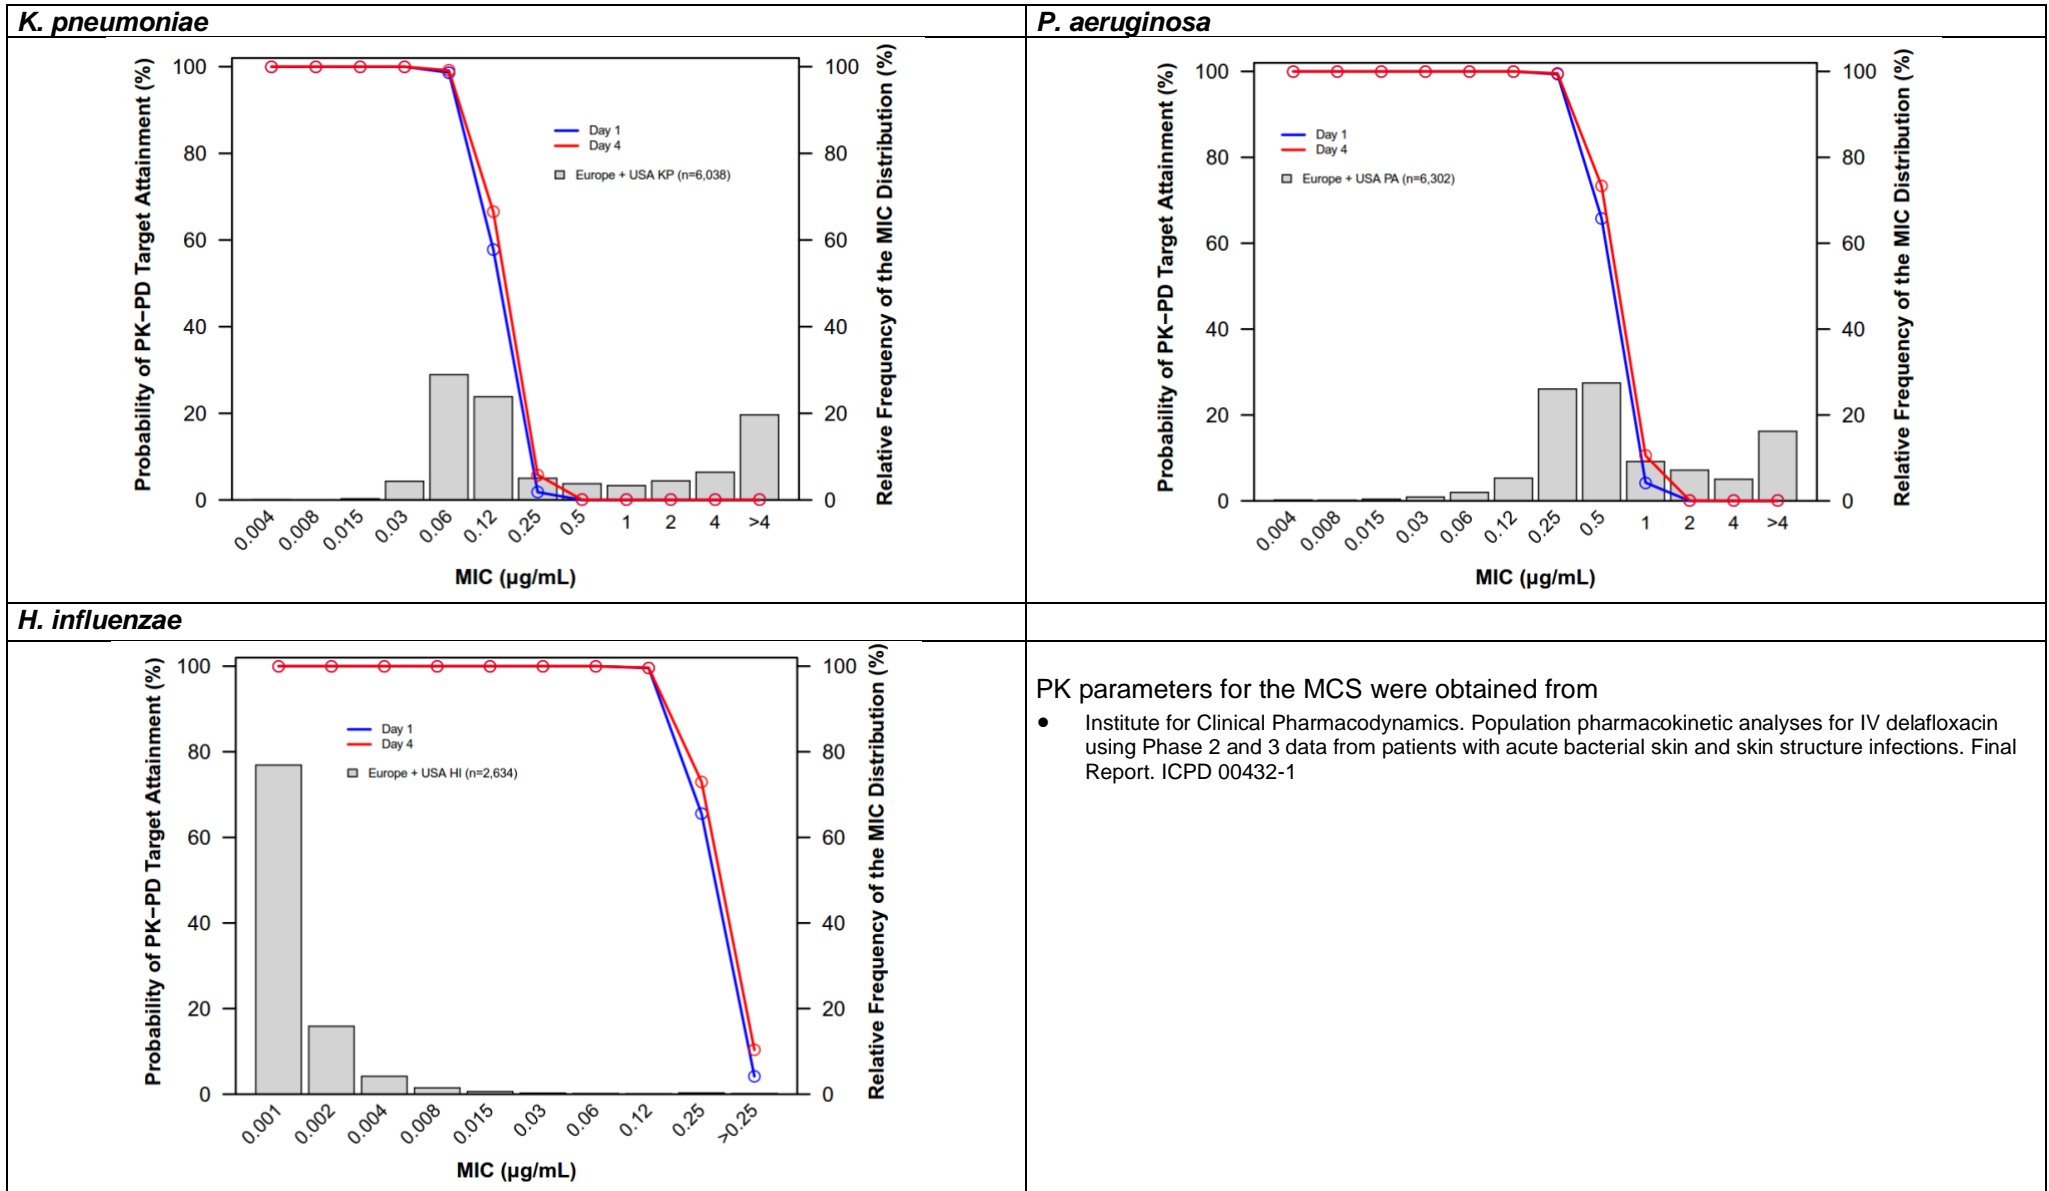 K. pneumoniae
Probability of PK−PD Target Attainment (%)
100
80
60
40
20
0
Day 1
Day 4
Europe + USA KP (n=6,038)
100
80
60
40
20
0
Relative Frequency of the MIC Distribution (%)
0.004 0.008 0.015 0.03 0.06 0.12 0.25 0.5 1 2 4 >4
MIC (µg/mL)
P. aeruginosa
Probability of PK−PD Target Attainment (%)
100
80
60
40
20
0
Day 1
Day 4
Europe + USA PA (n=6,302)
100
80
60
40
20
0
Relative Frequency of the MIC Distribution (%)
0.004 0.008 0.015 0.03 0.06 0.12 0.25 0.5 1 2 4 >4
MIC (µg/mL)
H. influenzae
Probability of PK−PD Target Attainment (%)
100
80
60
40
20
0
Day 1
Day 4
Europe + USA HI (n=2,634)
100
80
60
40
20
0
Relative Frequency of the MIC Distribution (%)
0.001 0.002 0.004 0.008 0.015 0.03 0.06 0.12 0.25 >0.25
MIC (µg/mL)
PK parameters for the MCS were obtained from
• Institute for Clinical Pharmacodynamics. Population pharmacokinetic analyses for IV delafloxacin
using Phase 2 and 3 data from patients with acute bacterial skin and skin structure infections. Final
Report. ICPD 00432-1